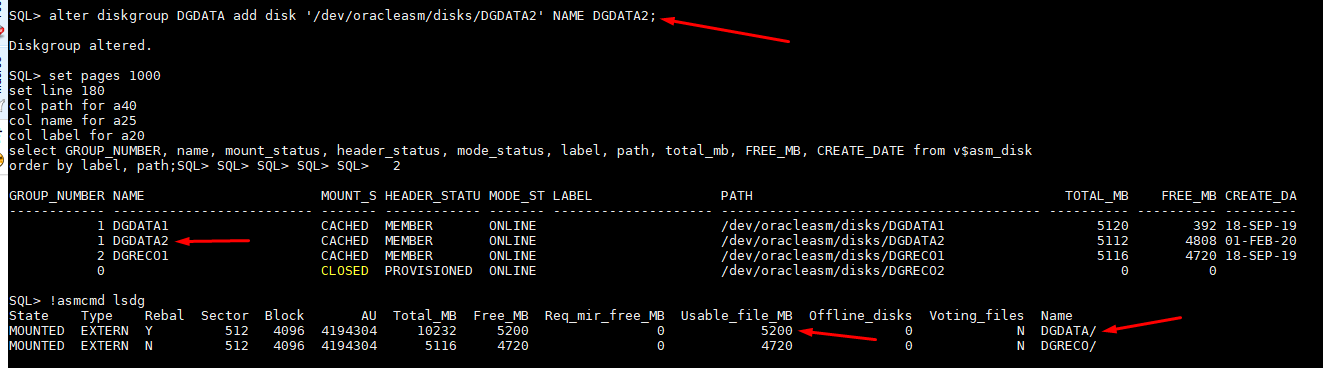 SQL> alter diskgroup DGDATA add disk '/dev/oracleasm/disks/DGDATA2' NAME DGDATA2;
Diskgroup altered.
SQL> set pages 1000
set line 180
col path for a40
col name for a25
col label for a20
select GROUP_NUMBER, name, mount_status, header_status, mode_status, label, path, total_mb, FREE_MB, CREATE_DATE from v$asm_disk
order by label, path;SQL> SQL> SQL> SQL> SQL>   2
GROUP_NUMBER NAME                      MOUNT_S HEADER_STATU MODE_ST LABEL                PATH                                       TOTAL_MB    FREE_MB CREATE_DA
------------ ------------------------- ------- ------------ ------- -------------------- ---------------------------------------- ---------- ---------- ---------
           1 DGDATA1                   CACHED  MEMBER       ONLINE                       /dev/oracleasm/disks/DGDATA1                   5120        392 18-SEP-19
           1 DGDATA2                   CACHED  MEMBER       ONLINE                       /dev/oracleasm/disks/DGDATA2                   5112       4808 01-FEB-20
           2 DGRECO1                   CACHED  MEMBER       ONLINE                       /dev/oracleasm/disks/DGRECO1                   5116       4720 18-SEP-19
           0                           CLOSED  PROVISIONED  ONLINE                       /dev/oracleasm/disks/DGRECO2                      0          0
SQL> !asmcmd lsdg
State    Type    Rebal  Sector  Block       AU  Total_MB  Free_MB  Req_mir_free_MB  Usable_file_MB  Offline_disks  Voting_files  Name
MOUNTED  EXTERN  Y         512   4096  4194304     10232     5200                0            5200              0             N  DGDATA/
MOUNTED  EXTERN  N         512   4096  4194304      5116     4720                0            4720              0             N  DGRECO/